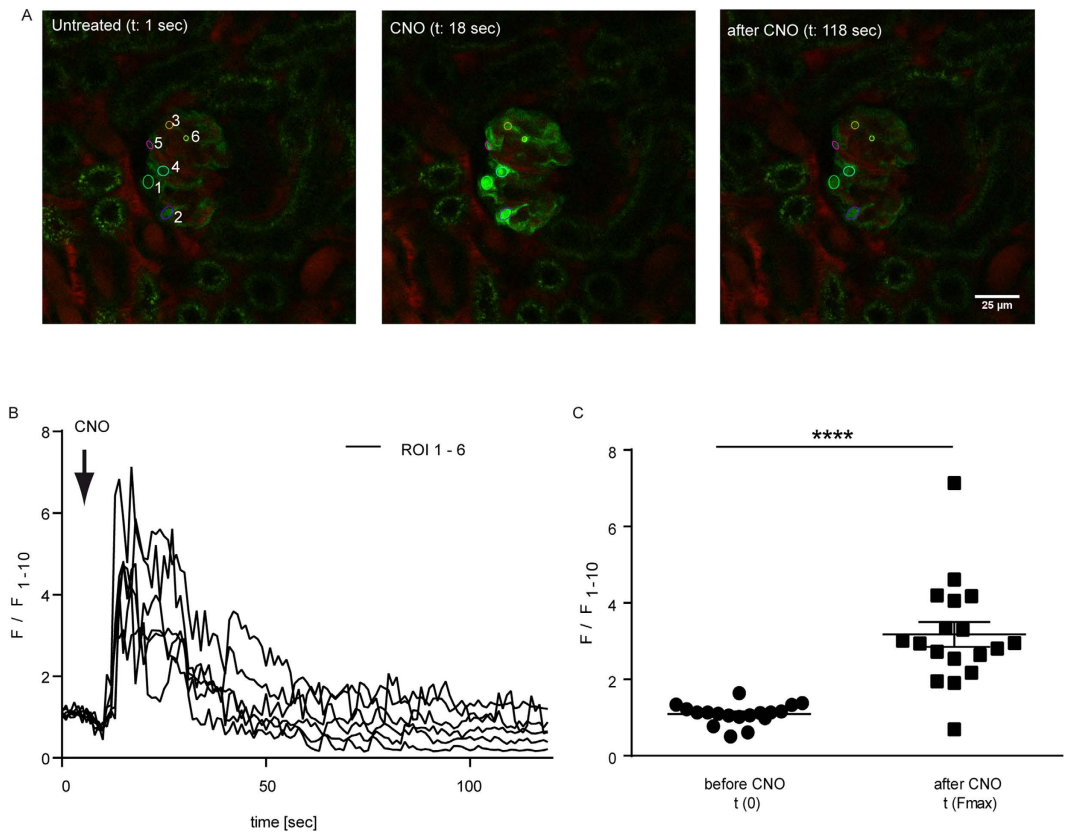 A
Untreated (t: 1 sec)
CNO (t: 18 sec)
after CNO (t: 118 sec)
3
6
5
4
1
2
25 µm
B
CNO
ROI 1 - 6
8
6
4
2
0
F / F 1-10
0
50
100
time [sec]
C
****
8
6
4
2
0
F / F 1-10
before CNO
t (0)
after CNO
t (Fmax)